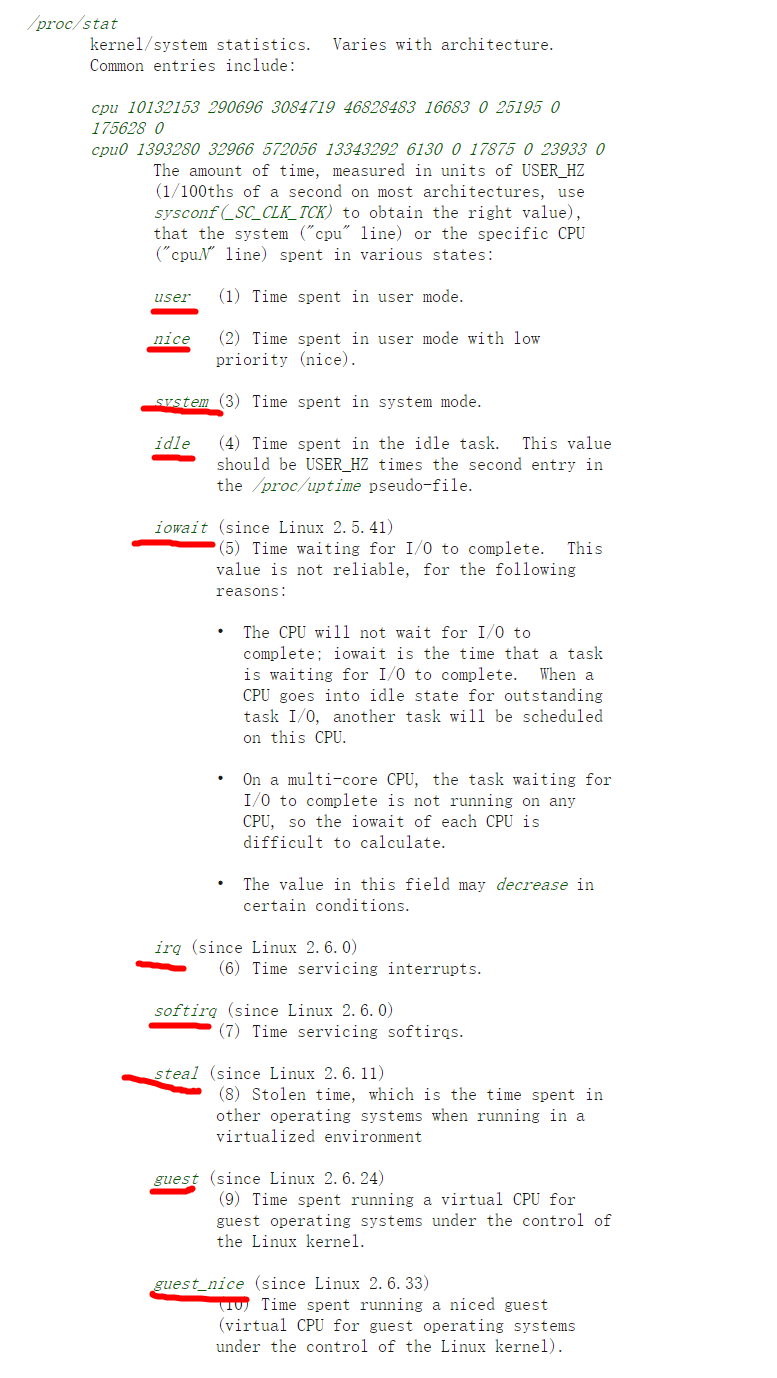 /proc/stat
kernel/system statistics.  Varies with architecture.
Common entries include:
cpu 10132153 290696 3084719 46828483 16683 0 25195 0
175628 0
cpu0 1393280 32966 572056 13343292 6130 0 17875 0 23933 0
The amount of time, measured in units of USER_HZ
(1/100ths of a second on most architectures, use
sysconf(_SC_CLK_TCK) to obtain the right value),
that the system ("cpu" line) or the specific CPU
("cpuN" line) spent in various states:
user   (1) Time spent in user mode.
nice   (2) Time spent in user mode with low
priority (nice).
system (3) Time spent in system mode.
idle   (4) Time spent in the idle task.  This value
should be USER_HZ times the second entry in
the /proc/uptime pseudo-file.
iowait (since Linux 2.5.41)
(5) Time waiting for I/O to complete.  This
value is not reliable, for the following
reasons:
• The CPU will not wait for I/O to
complete; iowait is the time that a task
is waiting for I/O to complete.  When a
CPU goes into idle state for outstanding
task I/O, another task will be scheduled
on this CPU.
• On a multi-core CPU, the task waiting for
I/O to complete is not running on any
CPU, so the iowait of each CPU is
difficult to calculate.
• The value in this field may decrease in
certain conditions.
irq (since Linux 2.6.0)
(6) Time servicing interrupts.
softirq (since Linux 2.6.0)
(7) Time servicing softirqs.
steal (since Linux 2.6.11)
(8) Stolen time, which is the time spent in
other operating systems when running in a
virtualized environment
guest (since Linux 2.6.24)
(9) Time spent running a virtual CPU for
guest operating systems under the control of
the Linux kernel.
guest_nice (since Linux 2.6.33)
(10) Time spent running a niced guest
(virtual CPU for guest operating systems
under the control of the Linux kernel).